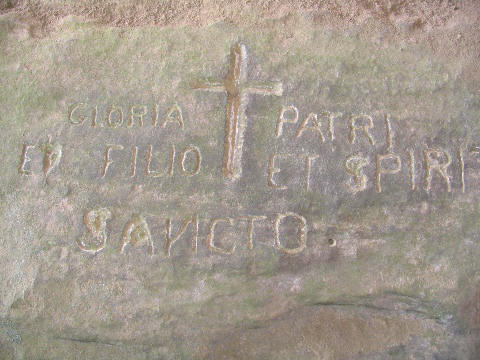 GLORIA PATRI
ET FILIO ET SPIRI
SANCTO.